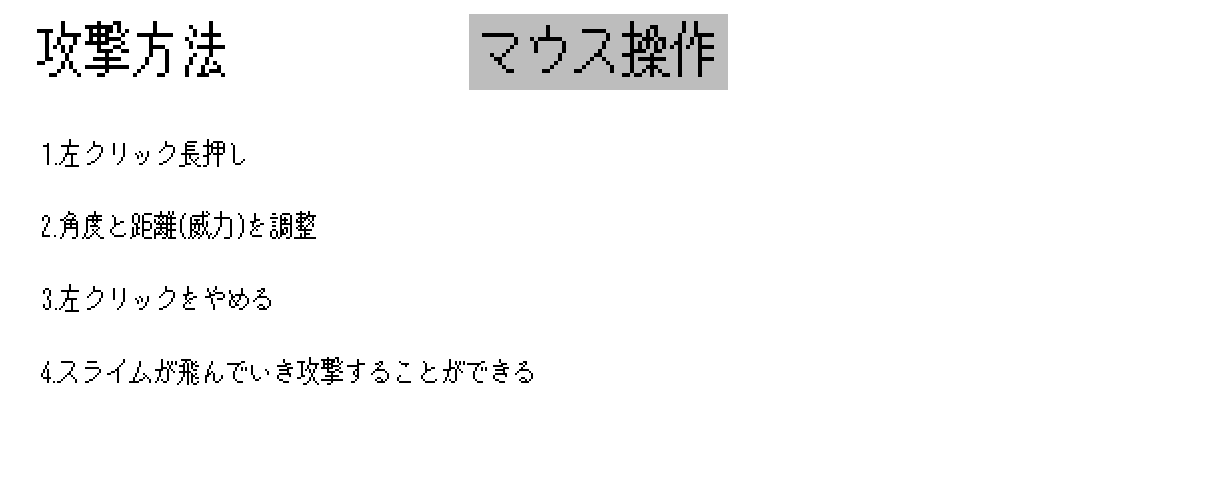 攻撃方法 マウス操作
1.左クリック長押し
2.角度と距離(威力)を調整
3.左クリックをやめる
4.スライムが飛んでいき攻撃することができる